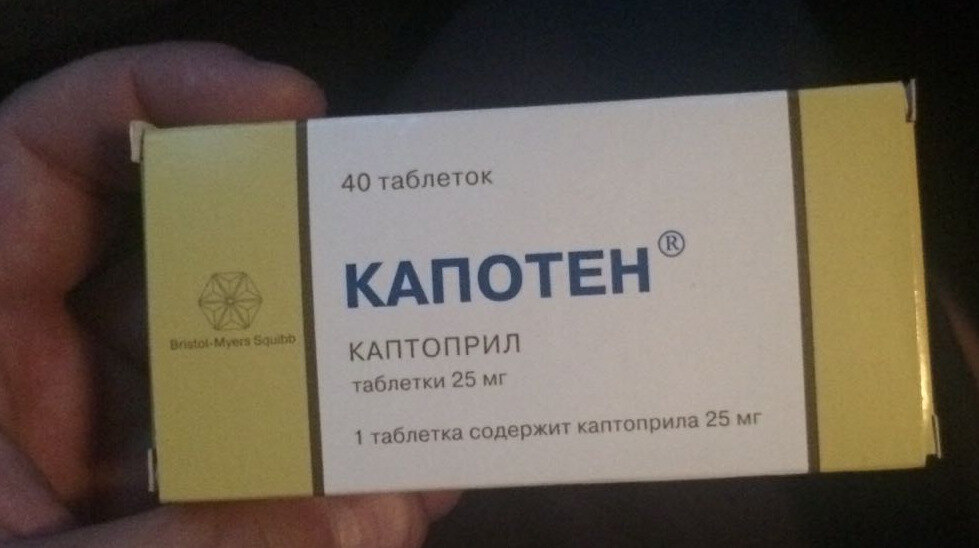 40 таблеток
КАПОТЕН®
Bristol-Myers Squibb
КАПТОПРИЛ
таблетки 25 мг
1 таблетка содержит каптоприла 25 мг